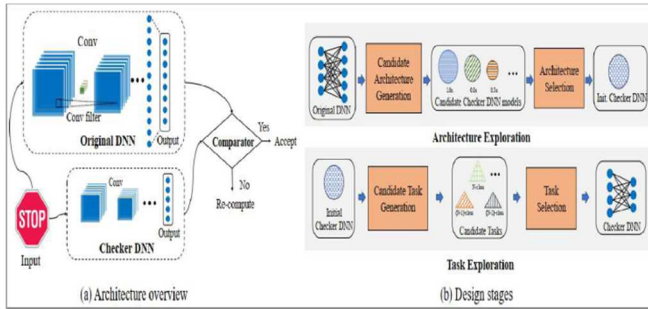 Conv
Conv filter
Original DNN
Output
Conv
Output
Checker DNN
STOP
Input
Comparator
Yes
Accept
No
Re-compute
(a) Architecture overview
Original DNN
Candidate
Architecture
Generation
Candidate
Checker DNN models
Architecture
Selection
Init. Checker DNN
Architecture Exploration
Initial
Checker DNN
Candidate Task
Generation
Candidate Tasks
Task
Selection
Checker DNN
Task Exploration
(b) Design stages